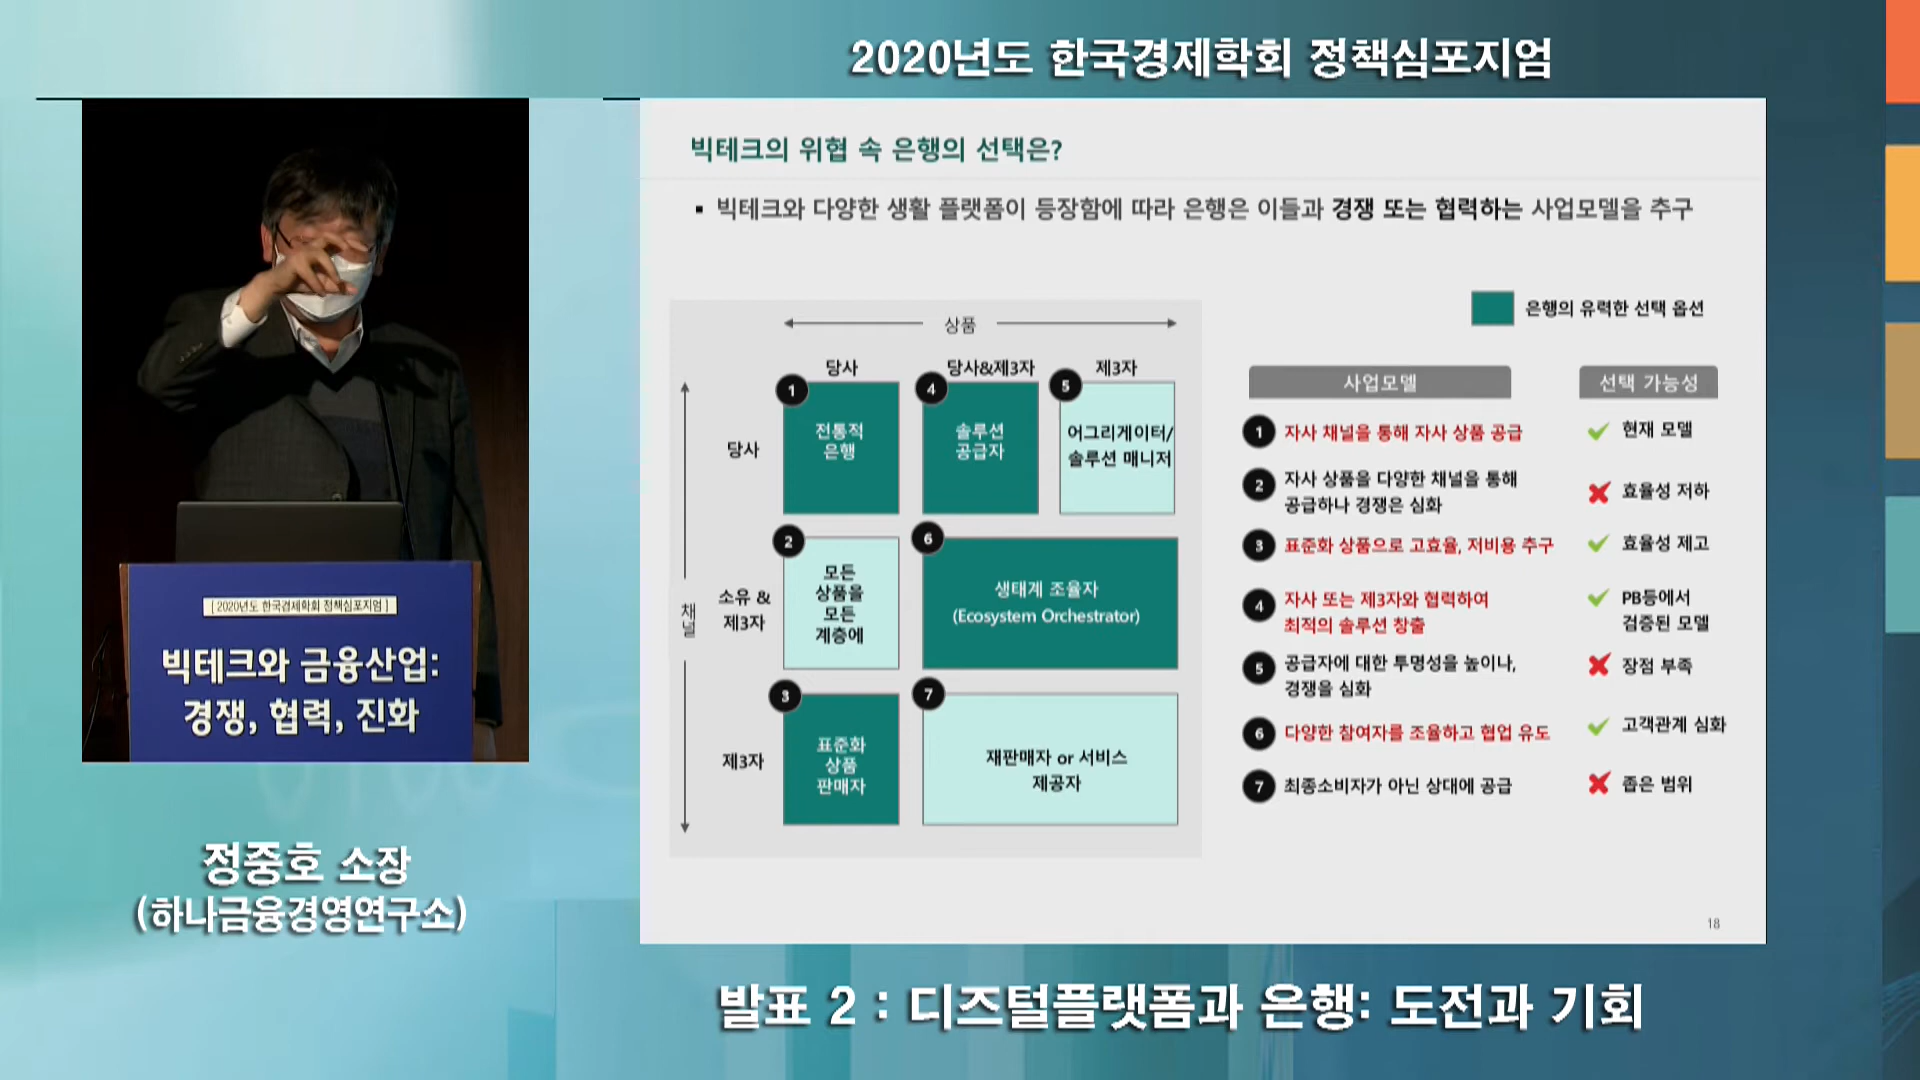 2020년도 한국경제학회 정책심포지엄
빅테크의 위협 속 은행의 선택은?
▪ 빅테크와 다양한 생활 플랫폼이 등장함에 따라 은행은 이들과 경쟁 또는 협력하는 사업모델을 추구
은행의 유력한 선택 옵션
상품
당사
당사&제3자
제3자
채널
당사
1
전통적
은행
4
솔루션
공급자
5
어그리게이터/
솔루션 매니저
소유 &
제3자
2
모든
상품을
모든
계층에
6
생태계 조율자
(Ecosystem Orchestrator)
제3자
3
표준화
상품
판매자
7
재판매자 or 서비스
제공자
사업모델
선택 가능성
1 자사 채널을 통해 자사 상품 공급
현재 모델
2 자사 상품을 다양한 채널을 통해
공급하나 경쟁은 심화
효율성 저하
3 표준화 상품으로 고효율, 저비용 추구
효율성 제고
4 자사 또는 제3자와 협력하여
최적의 솔루션 창출
PB등에서
검증된 모델
5 공급자에 대한 투명성을 높이나,
경쟁을 심화
장점 부족
6 다양한 참여자를 조율하고 협업 유도
고객관계 심화
7 최종소비자가 아닌 상대에 공급
좁은 범위
18
[ 2020년도 한국경제학회 정책심포지엄 ]
빅테크와 금융산업:
경쟁, 협력, 진화
정중호 소장
(하나금융경영연구소)
발표 2 : 디즈털플랫폼과 은행: 도전과 기회